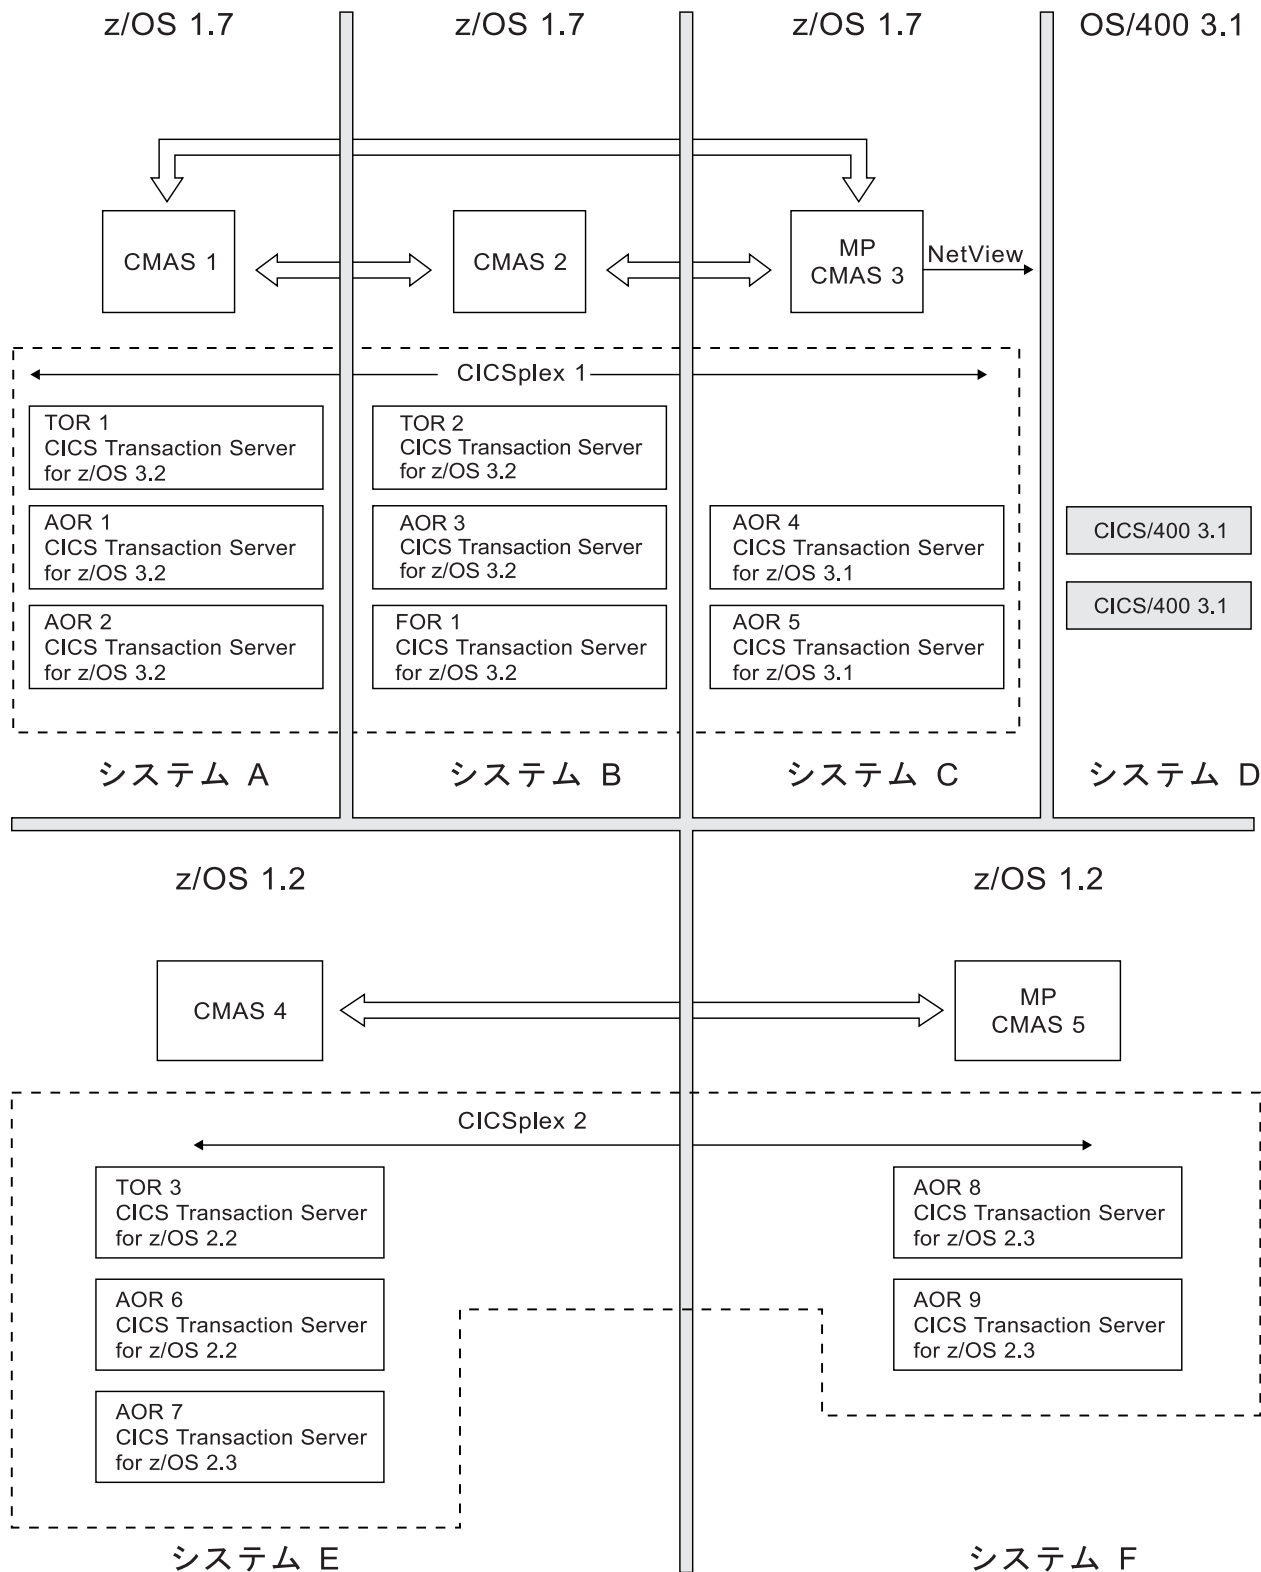 z/OS 1.7
z/OS 1.7
z/OS 1.7
OS/400 3.1
CMAS 1
CMAS 2
MP
CMAS 3
NetView
CICSplex 1
TOR 1
CICS Transaction Server
for z/OS 3.2
TOR 2
CICS Transaction Server
for z/OS 3.2
AOR 1
CICS Transaction Server
for z/OS 3.2
AOR 3
CICS Transaction Server
for z/OS 3.2
AOR 4
CICS Transaction Server
for z/OS 3.1
CICS/400 3.1
AOR 2
CICS Transaction Server
for z/OS 3.2
FOR 1
CICS Transaction Server
for z/OS 3.2
AOR 5
CICS Transaction Server
for z/OS 3.1
CICS/400 3.1
システム A
システム B
システム C
システム D
z/OS 1.2
z/OS 1.2
CMAS 4
MP
CMAS 5
CICSplex 2
TOR 3
CICS Transaction Server
for z/OS 2.2
AOR 8
CICS Transaction Server
for z/OS 2.3
AOR 6
CICS Transaction Server
for z/OS 2.2
AOR 9
CICS Transaction Server
for z/OS 2.3
AOR 7
CICS Transaction Server
for z/OS 2.3
システム E
システム F